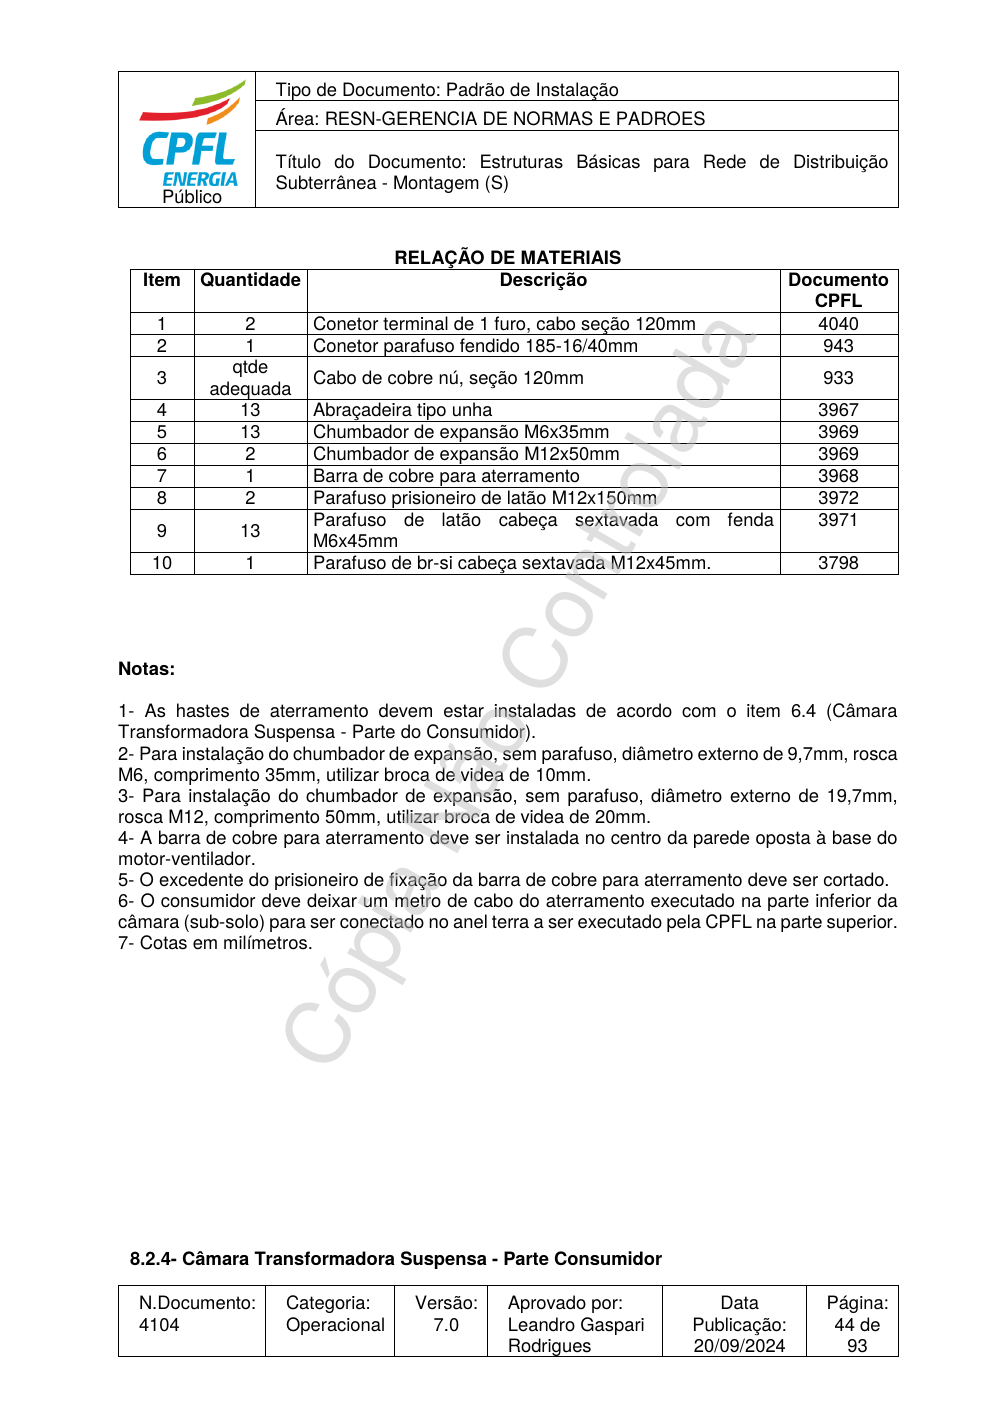 CPFL
ENERGIA
Público
Tipo de Documento: Padrão de Instalação
Área: RESN-GERENCIA DE NORMAS E PADROES
Título do Documento: Estruturas Básicas para Rede de Distribuição
Subterrânea - Montagem (S)
RELAÇÃO DE MATERIAIS
Item Quantidade Descrição Documento
CPFL
1 2 Conetor terminal de 1 furo, cabo seção 120mm 4040
2 1 Conetor parafuso fendido 185-16/40mm 943
3 qtde
adequada Cabo de cobre nú, seção 120mm 933
4 13 Abraçadeira tipo unha 3967
5 13 Chumbador de expansão M6x35mm 3969
6 2 Chumbador de expansão M12x50mm 3969
7 1 Barra de cobre para aterramento 3968
8 2 Parafuso prisioneiro de latão M12x150mm 3972
9 13 Parafuso de latão cabeça sextavada com fenda 3971
M6x45mm
10 1 Parafuso de br-si cabeça sextavada M12x45mm. 3798
Notas:
1- As hastes de aterramento devem estar instaladas de acordo com o item 6.4 (Câmara
Transformadora Suspensa - Parte do Consumidor).
2- Para instalação do chumbador de expansão, sem parafuso, diâmetro externo de 9,7mm, rosca
M6, comprimento 35mm, utilizar broca de videa de 10mm.
3- Para instalação do chumbador de expansão, sem parafuso, diâmetro externo de 19,7mm,
rosca M12, comprimento 50mm, utilizar broca de videa de 20mm.
4- A barra de cobre para aterramento deve ser instalada no centro da parede oposta à base do
motor-ventilador.
5- O excedente do prisioneiro de fixação da barra de cobre para aterramento deve ser cortado.
6- O consumidor deve deixar um metro de cabo do aterramento executado na parte inferior da
câmara (sub-solo) para ser conectado no anel terra a ser executado pela CPFL na parte superior.
7- Cotas em milímetros.
Cópia Não Controlada
8.2.4- Câmara Transformadora Suspensa - Parte Consumidor
N.Documento: Categoria: Versão: Aprovado por: Data Página:
4104 Operacional 7.0 Leandro Gaspari Publicação: 44 de
Rodrigues 20/09/2024 93